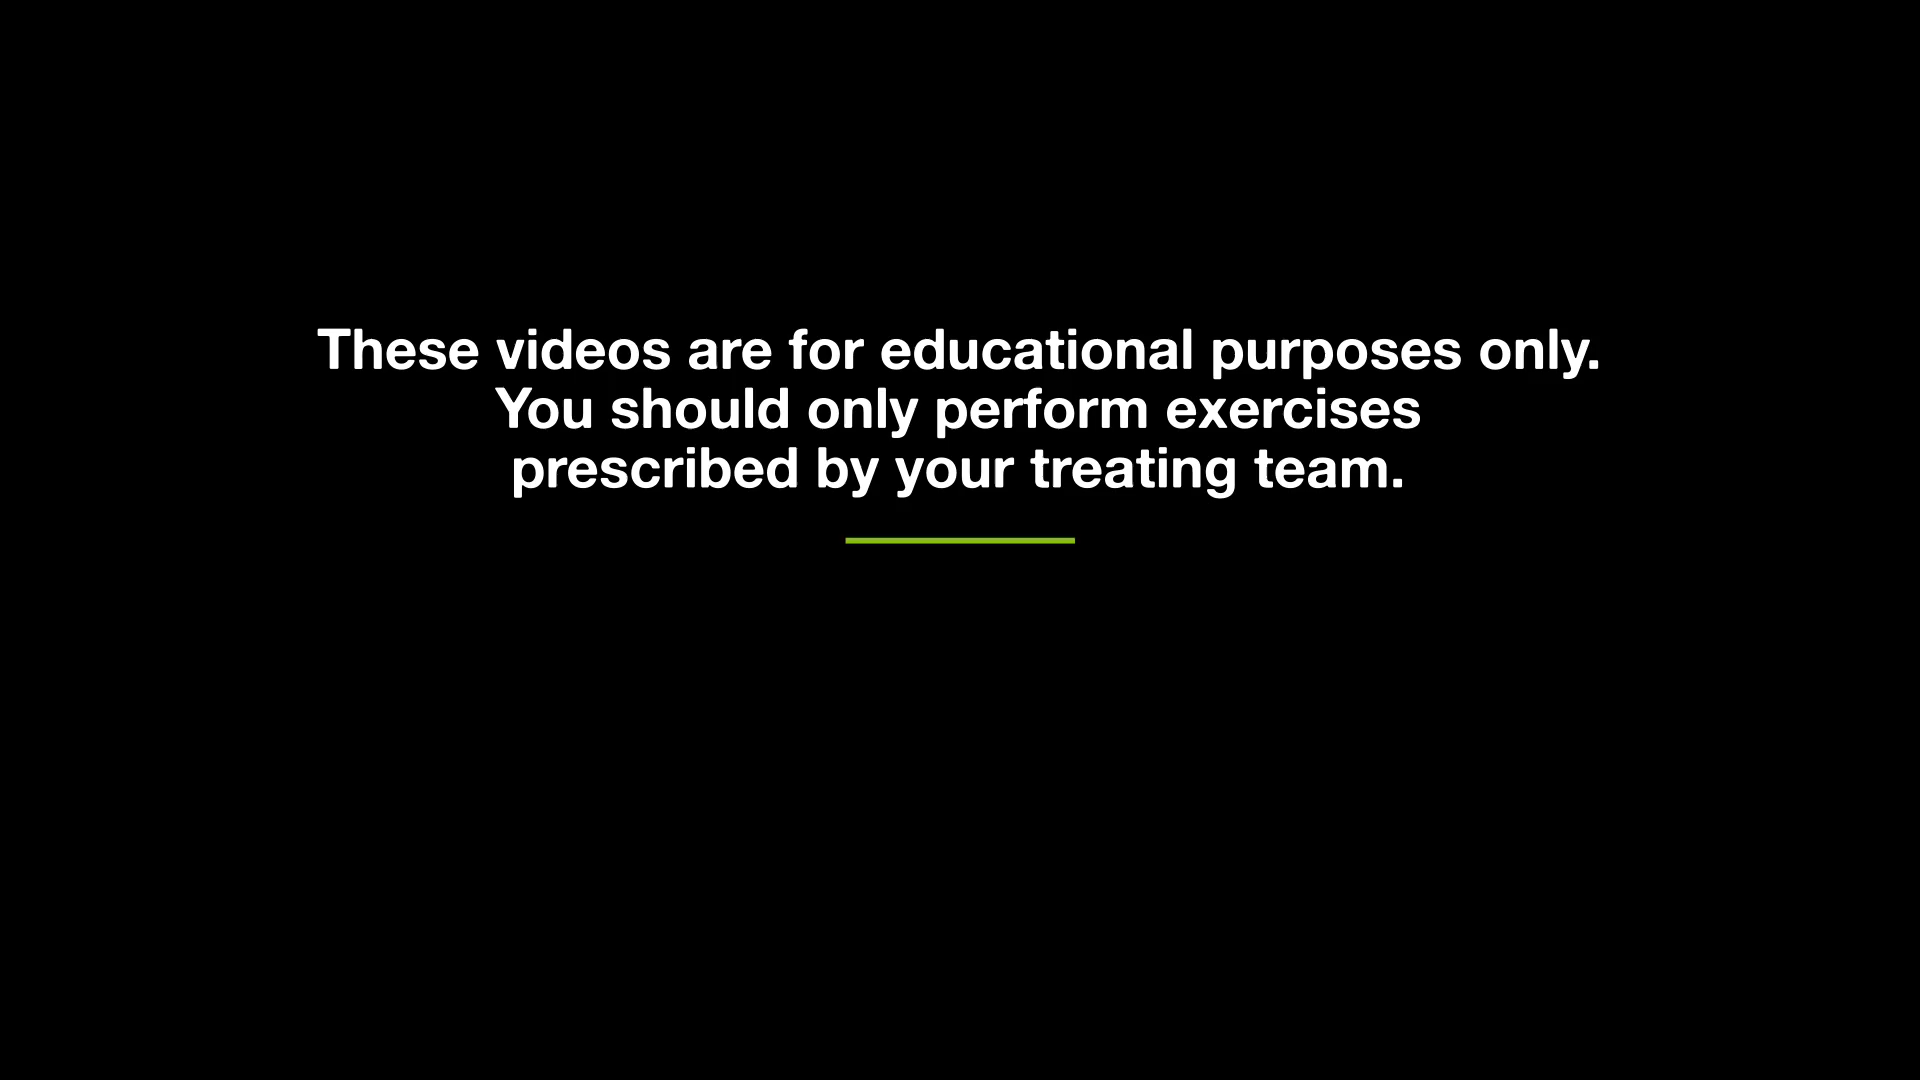 These videos are for educational purposes only.
You should only perform exercises
prescribed by your treating team.